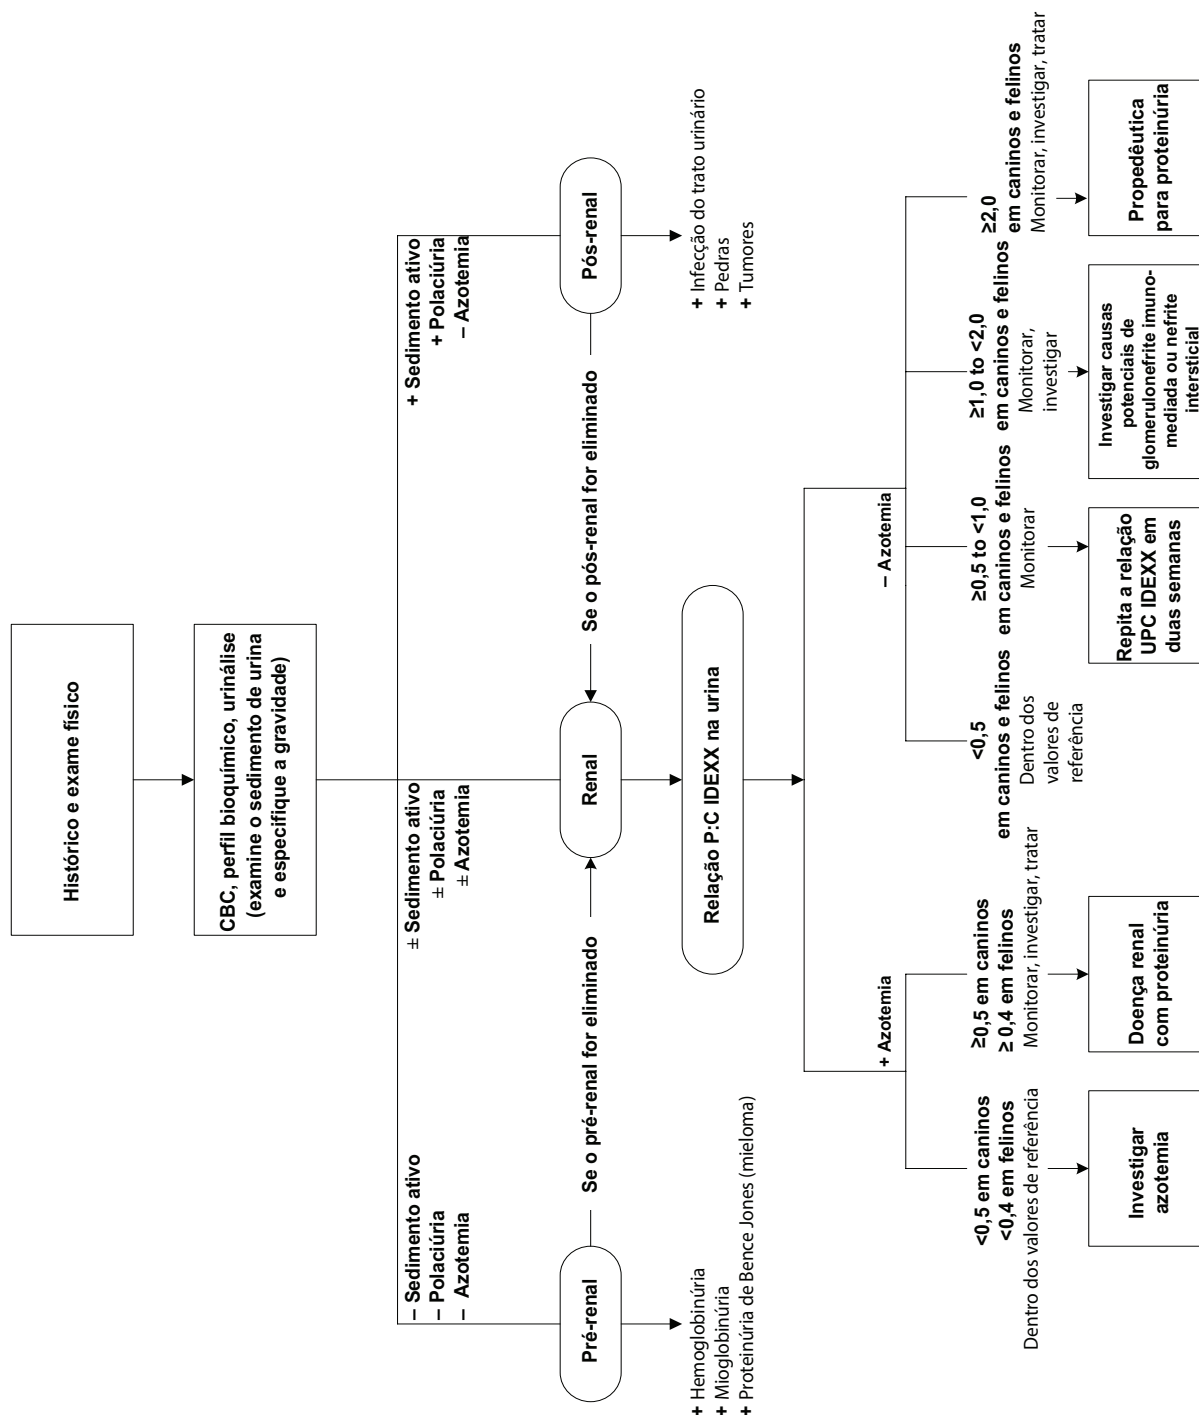 Histórico e exame físico
CBC, perfil bioquímico, urinálise
(examine o sedimento de urina
e especifique a gravidade)
– Sedimento ativo
– Polaciúria
– Azotemia
± Sedimento ativo
± Polaciúria
± Azotemia
+ Sedimento ativo
+ Polaciúria
– Azotemia
Pré-renal
Se o pré-renal for eliminado
Renal
Se o pós-renal for eliminado
Pós-renal
+ Hemoglobinúria
+ Mioglobinúria
+ Proteinúria de Bence Jones (mieloma)
+ Infecção do trato urinário
+ Pedras
+ Tumores
Relação P:C IDEXX na urina
+ Azotemia
– Azotemia
<0,5 em caninos
<0,4 em felinos
Dentro dos valores de referência
Investigar
azotemia
≥0,5 em caninos
≥ 0,4 em felinos
Monitorar, investigar, tratar
Doença renal
com proteinúria
<0,5
em caninos e felinos
Dentro dos
valores de
referência
≥0,5 to <1,0
em caninos e felinos
Monitorar
Repita a relação
UPC IDEXX em
duas semanas
≥1,0 to <2,0
em caninos e felinos
Monitorar,
investigar
Investigar causas
potenciais de
glomerulonefrite imuno-
mediada ou nefrite
intersticial
≥2,0
em caninos e felinos
Monitorar, investigar, tratar
Propedêutica
para proteinúria